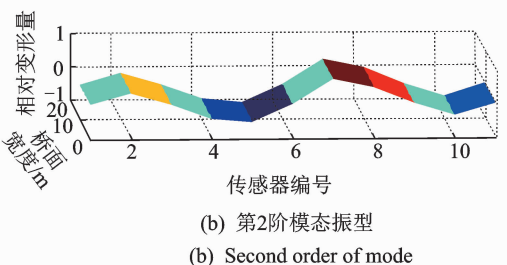 1
0
−1
相对变形量
20
10
0
桥面
宽度/m
2 4 6 8 10
传感器编号
(b) 第2阶模态振型
(b) Second order of mode